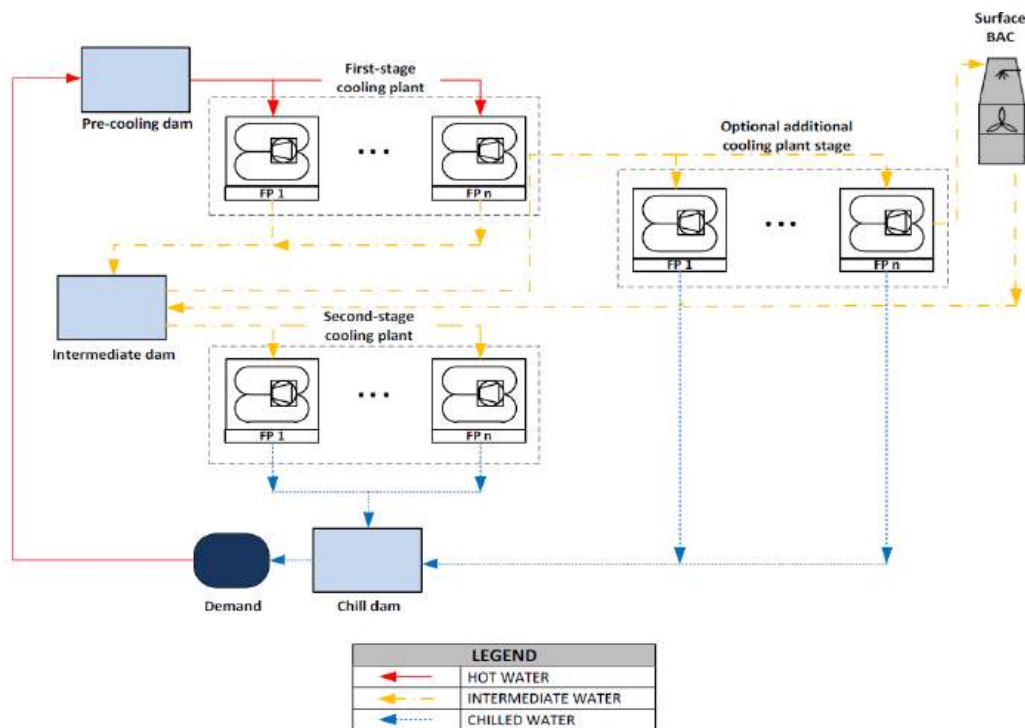 Surface
BAC
First-stage
cooling plant
Pre-cooling dam
Optional additional
cooling plant stage
FP 1
FP n
FP 1
FP n
Second-stage
cooling plant
Intermediate dam
FP 1
FP n
Demand
Chill dam
LEGEND
HOT WATER
INTERMEDIATE WATER
CHILLED WATER